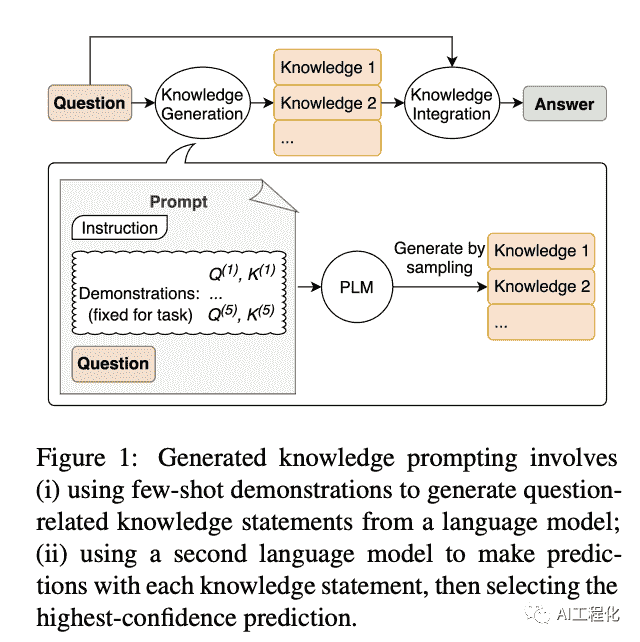 Question
Knowledge
Generation
Knowledge 1
Knowledge 2
...
Knowledge
Integration
Answer
Prompt
Instruction
Q(1), K(1)
Demonstrations: ...
(fixed for task) Q(5), K(5)
Question
PLM
Generate by
sampling
Knowledge 1
Knowledge 2
...
Figure 1: Generated knowledge prompting involves
(i) using few-shot demonstrations to generate question-
related knowledge statements from a language model;
(ii) using a second language model to make predic-
tions with each knowledge statement, then selecting the
highest-confidence prediction.
AI工程化